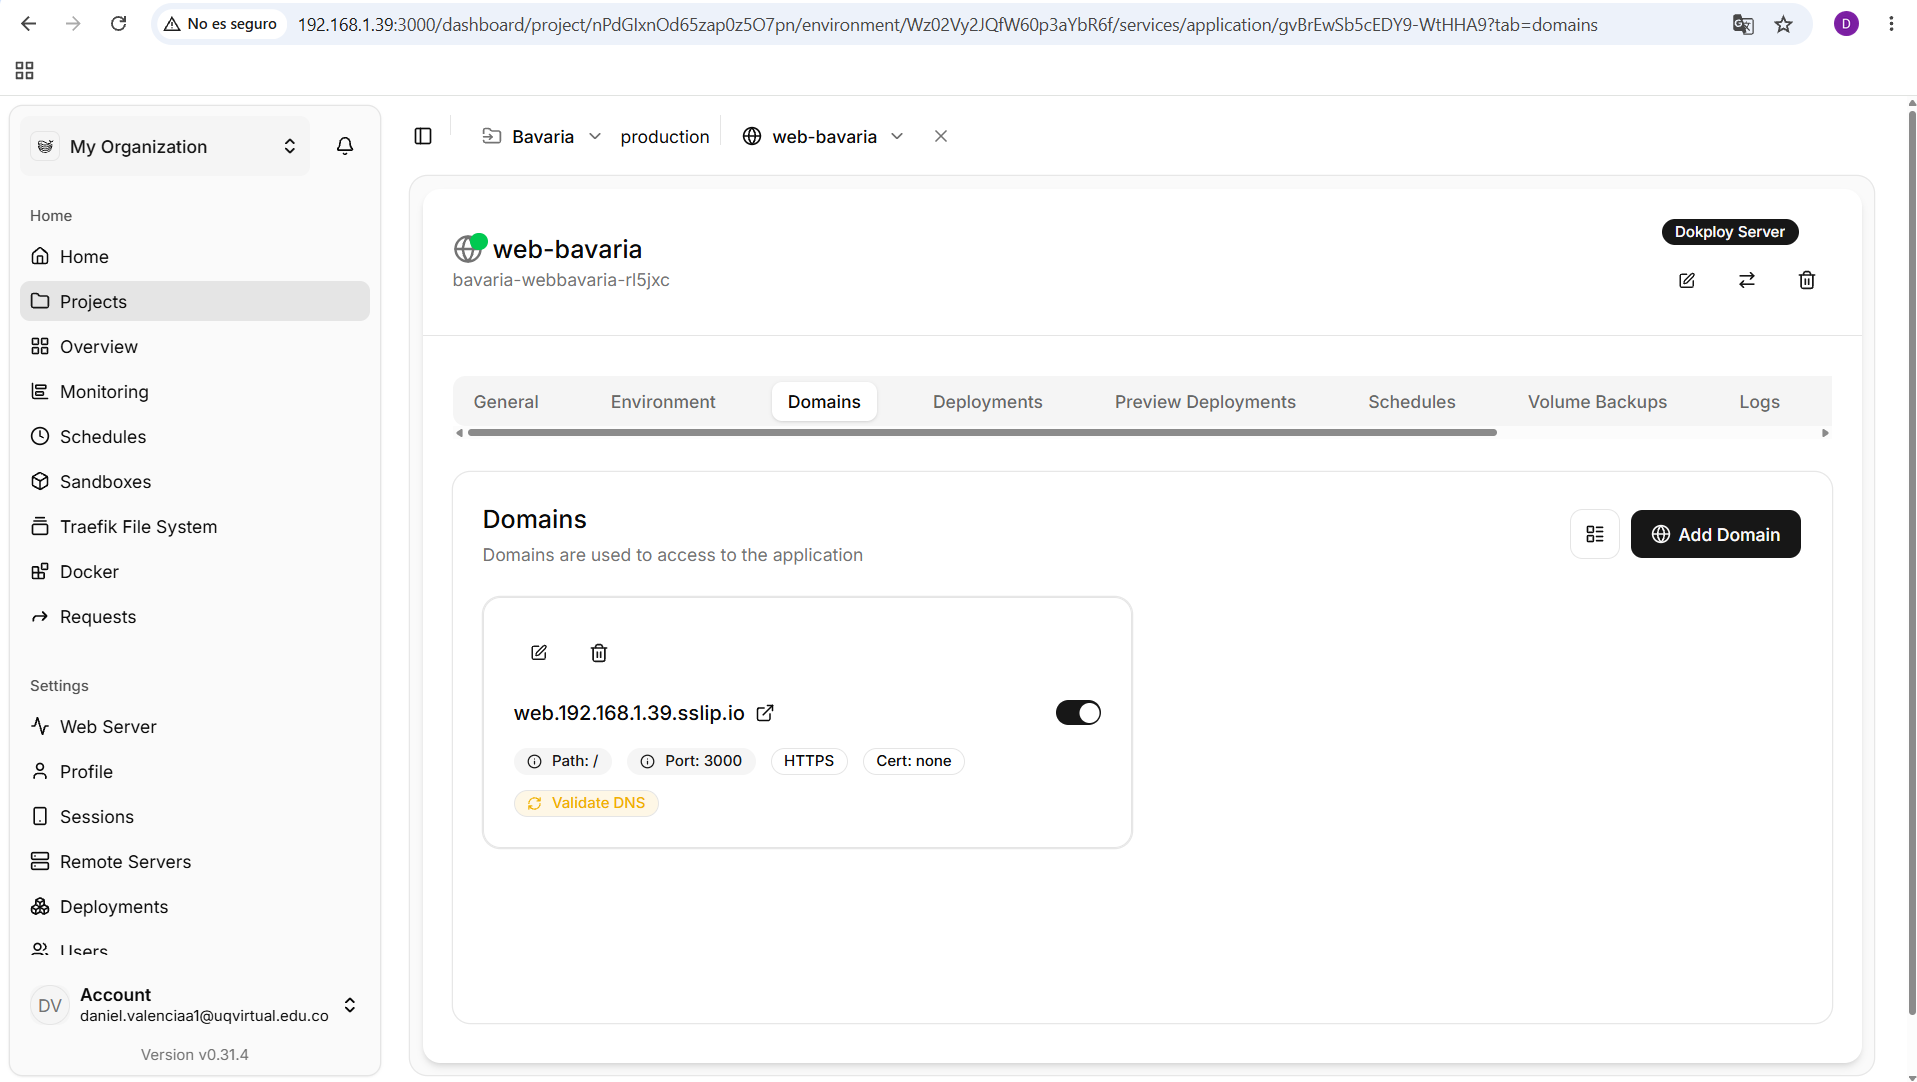 No es seguro
192.168.1.39:3000/dashboard/project/nPdGIxnOd65zap0z5O7pn/environment/Wz02Vy2JQfW60p3aYbR6f/services/application/gvBrEwSb5cEDY9-WtHHA9?tab=domains
D
My Organization
Bavaria
production
web-bavaria
Home
Home
Projects
Overview
Monitoring
Schedules
Sandboxes
Traefik File System
Docker
Requests
Settings
Web Server
Profile
Sessions
Remote Servers
Deployments
Users
DV
Account
daniel.valenciaa1@uqvirtual.edu.co
Version v0.31.4
web-bavaria
bavaria-webbavaria-rl5jxc
Dokploy Server
General
Environment
Domains
Deployments
Preview Deployments
Schedules
Volume Backups
Logs
Domains
Domains are used to access to the application
Add Domain
web.192.168.1.39.sslip.io
Path: /
Port: 3000
HTTPS
Cert: none
Validate DNS